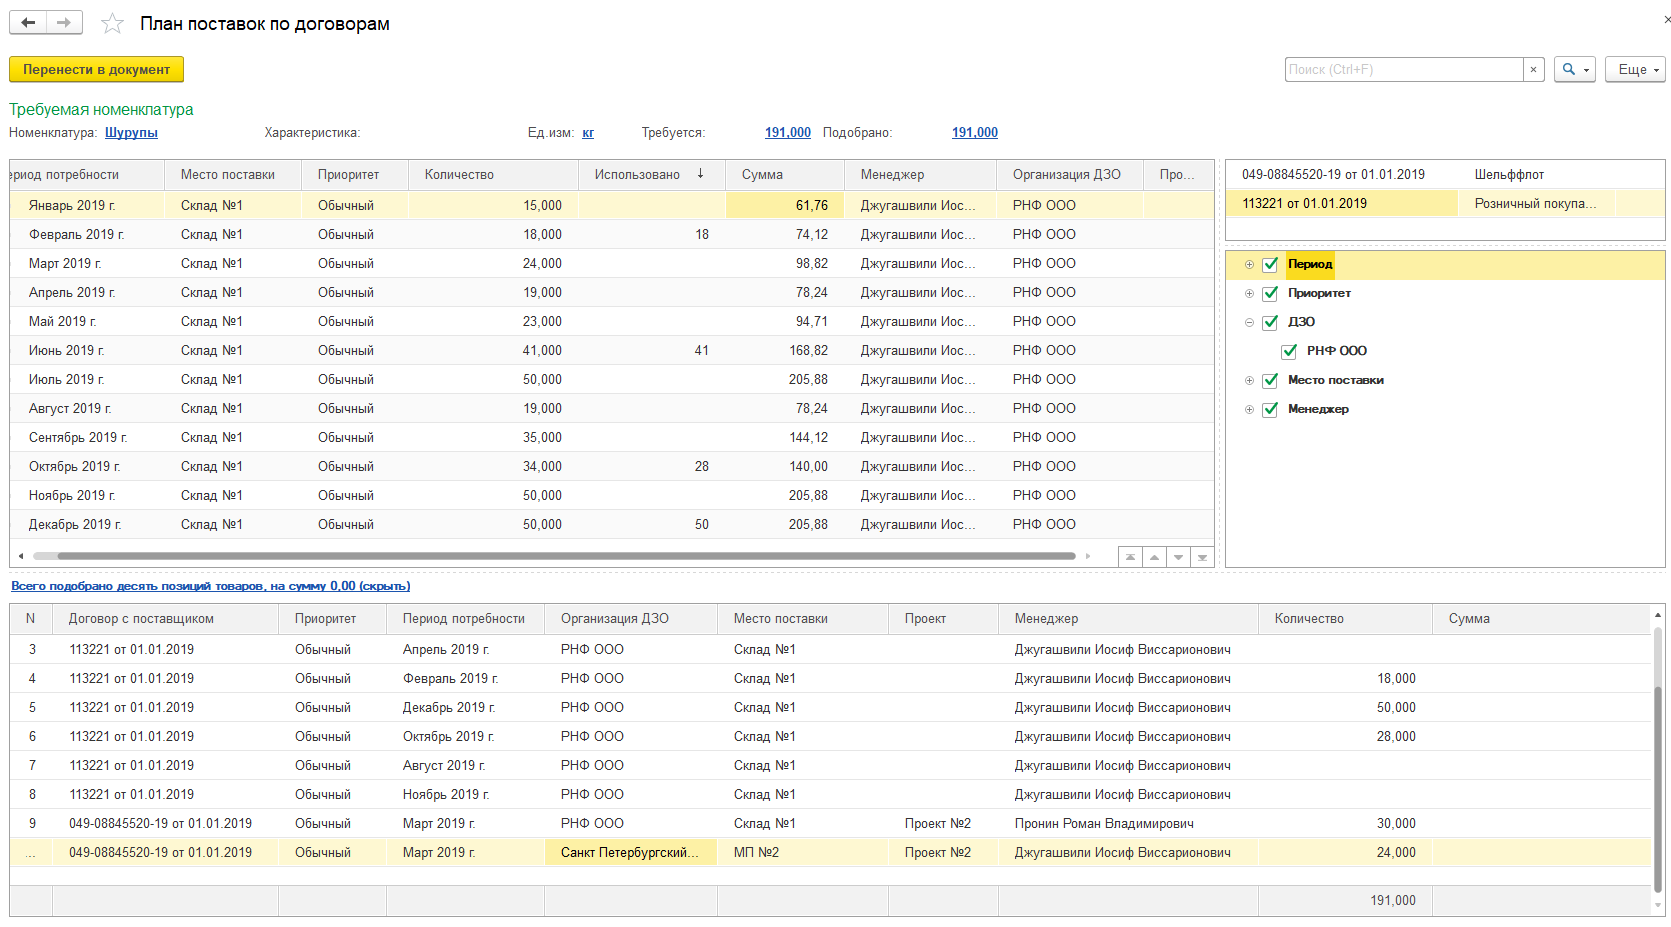 План поставок по договорам
×
Перенести в документ
Поиск (Ctrl+F)
×
Еще
Требуемая номенклатура
Номенклатура: Шурупы Характеристика: Ед.изм: кг Требуется: 191,000 Подобрано: 191,000
ериод потребности Место поставки Приоритет Количество Использовано ↓ Сумма Менеджер Организация ДЗО Про...
Январь 2019 г. Склад №1 Обычный 15,000 61,76 Джугашвили Иос... РНФ ООО
Февраль 2019 г. Склад №1 Обычный 18,000 18 74,12 Джугашвили Иос... РНФ ООО
Март 2019 г. Склад №1 Обычный 24,000 98,82 Джугашвили Иос... РНФ ООО
Апрель 2019 г. Склад №1 Обычный 19,000 78,24 Джугашвили Иос... РНФ ООО
Май 2019 г. Склад №1 Обычный 23,000 94,71 Джугашвили Иос... РНФ ООО
Июнь 2019 г. Склад №1 Обычный 41,000 41 168,82 Джугашвили Иос... РНФ ООО
Июль 2019 г. Склад №1 Обычный 50,000 205,88 Джугашвили Иос... РНФ ООО
Август 2019 г. Склад №1 Обычный 19,000 78,24 Джугашвили Иос... РНФ ООО
Сентябрь 2019 г. Склад №1 Обычный 35,000 144,12 Джугашвили Иос... РНФ ООО
Октябрь 2019 г. Склад №1 Обычный 34,000 28 140,00 Джугашвили Иос... РНФ ООО
Ноябрь 2019 г. Склад №1 Обычный 50,000 205,88 Джугашвили Иос... РНФ ООО
Декабрь 2019 г. Склад №1 Обычный 50,000 50 205,88 Джугашвили Иос... РНФ ООО
049-08845520-19 от 01.01.2019 Шельффлот
113221 от 01.01.2019 Розничный покупа...
Период
Приоритет
ДЗО
РНФ ООО
Место поставки
Менеджер
Всего подобрано десять позиций товаров, на сумму 0,00 (скрыть)
N Договор с поставщиком Приоритет Период потребности Организация ДЗО Место поставки Проект Менеджер Количество Сумма
3 113221 от 01.01.2019 Обычный Апрель 2019 г. РНФ ООО Склад №1 Джугашвили Иосиф Виссарионович
4 113221 от 01.01.2019 Обычный Февраль 2019 г. РНФ ООО Склад №1 Джугашвили Иосиф Виссарионович 18,000
5 113221 от 01.01.2019 Обычный Декабрь 2019 г. РНФ ООО Склад №1 Джугашвили Иосиф Виссарионович 50,000
6 113221 от 01.01.2019 Обычный Октябрь 2019 г. РНФ ООО Склад №1 Джугашвили Иосиф Виссарионович 28,000
7 113221 от 01.01.2019 Обычный Август 2019 г. РНФ ООО Склад №1 Джугашвили Иосиф Виссарионович
8 113221 от 01.01.2019 Обычный Ноябрь 2019 г. РНФ ООО Склад №1 Джугашвили Иосиф Виссарионович
9 049-08845520-19 от 01.01.2019 Обычный Март 2019 г. РНФ ООО Склад №1 Проект №2 Пронин Роман Владимирович 30,000
... 049-08845520-19 от 01.01.2019 Обычный Март 2019 г. Санкт Петербургский... МП №2 Проект №2 Джугашвили Иосиф Виссарионович 24,000
191,000